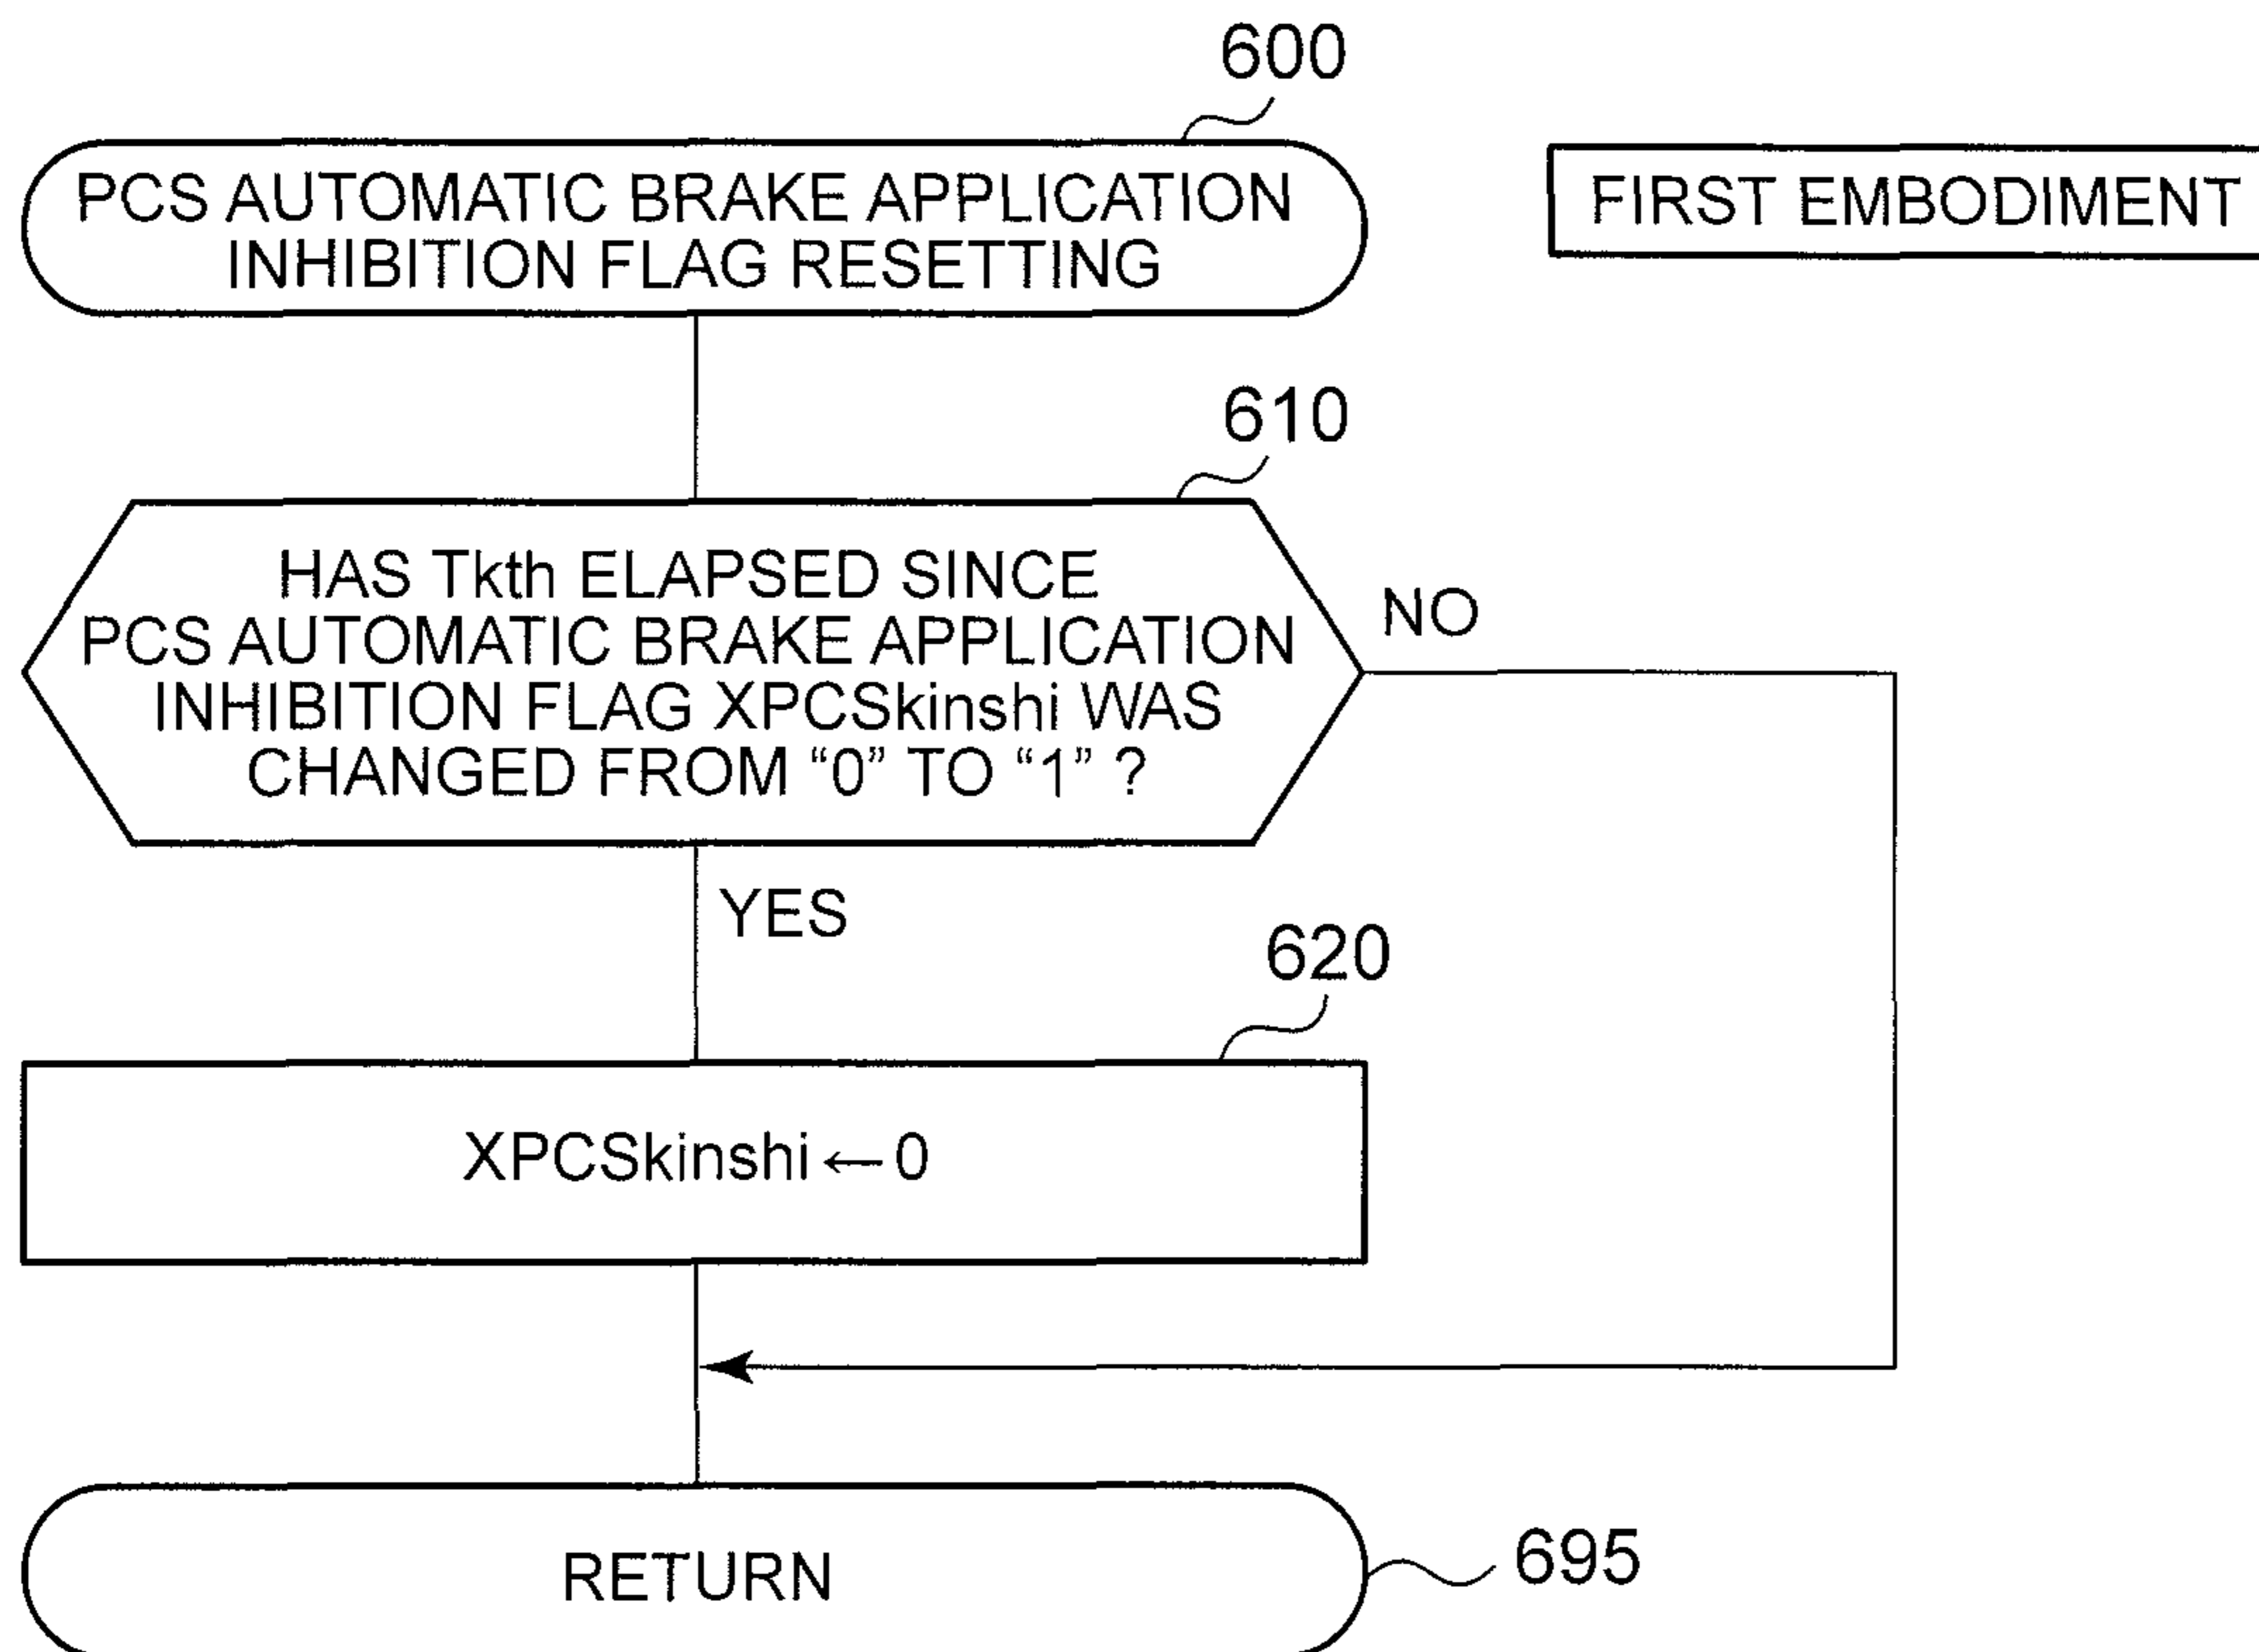 600
PCS AUTOMATIC BRAKE APPLICATION
INHIBITION FLAG RESETTING
FIRST EMBODIMENT
610
HAS Tkth ELAPSED SINCE
PCS AUTOMATIC BRAKE APPLICATION
INHIBITION FLAG XPCSkinshi WAS
CHANGED FROM “0” TO “1” ?
NO
YES
620
XPCSkinshi ← 0
RETURN
695